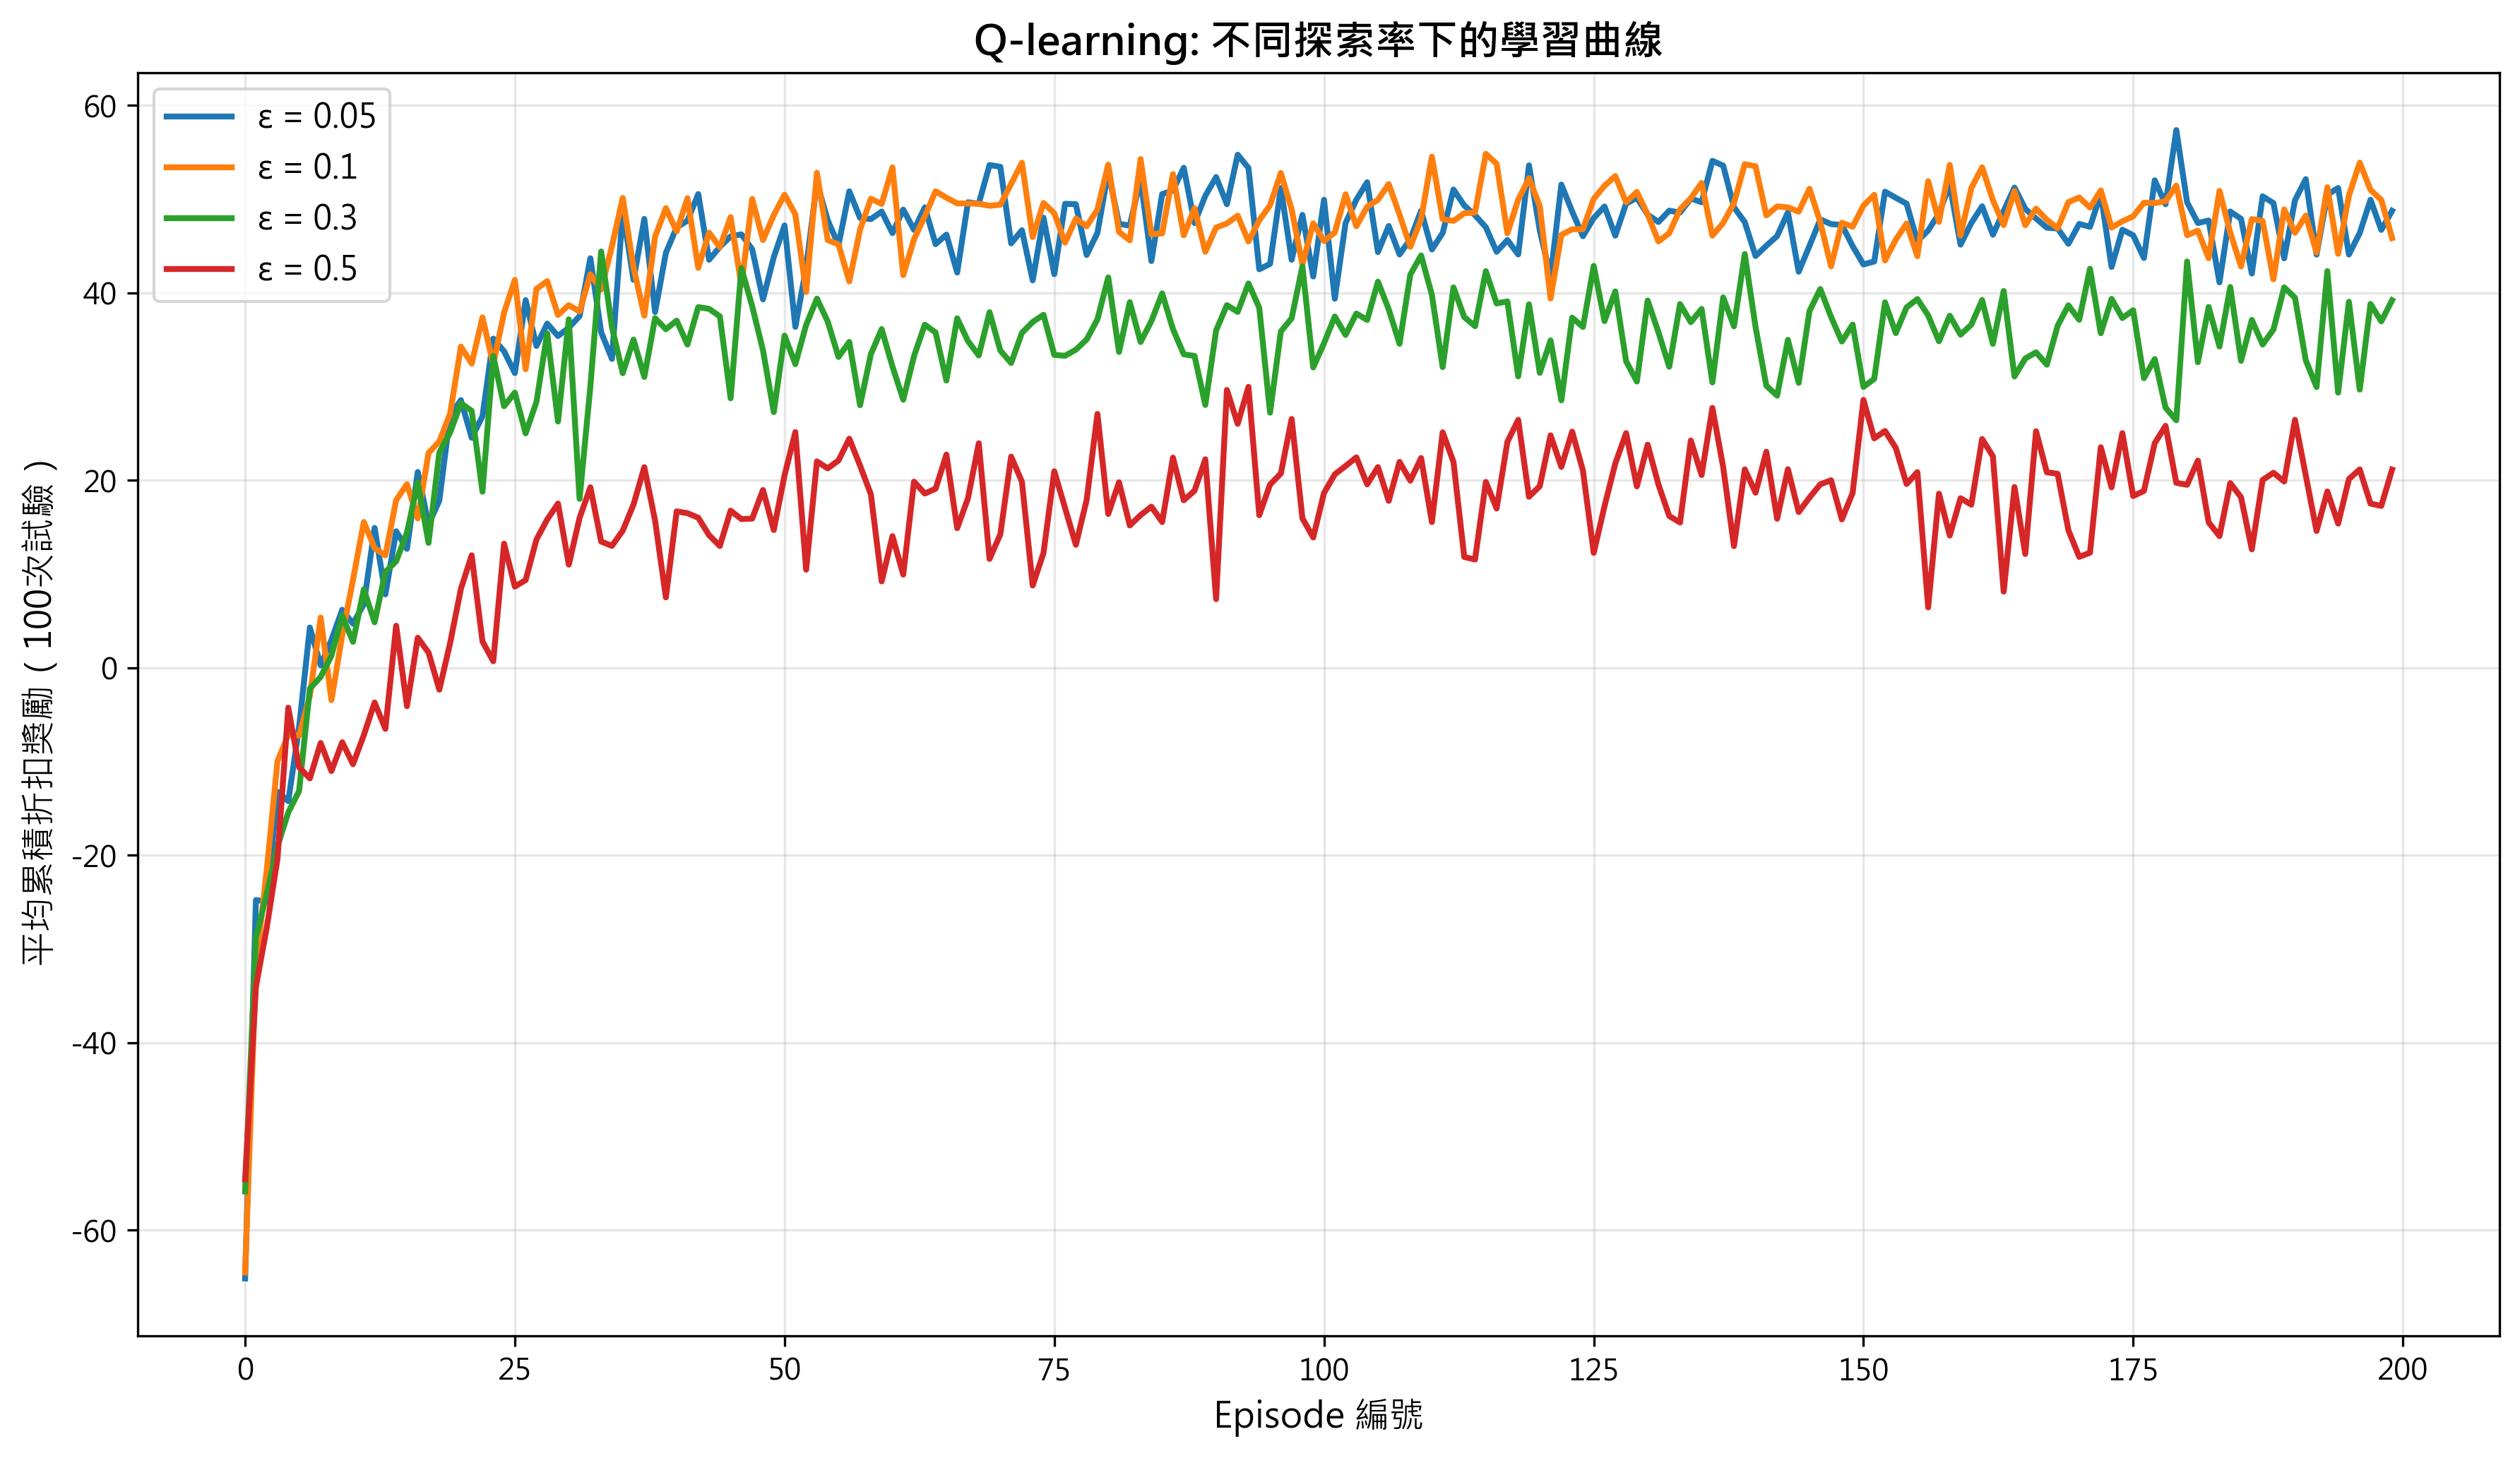 Q-learning: 不同探索率下的學習曲線
ε = 0.05
ε = 0.1
ε = 0.3
ε = 0.5
平均累積折扣獎勵 ( 100次試驗 )
60
40
20
0
-20
-40
-60
0 25 50 75 100 125 150 175 200
Episode 編號